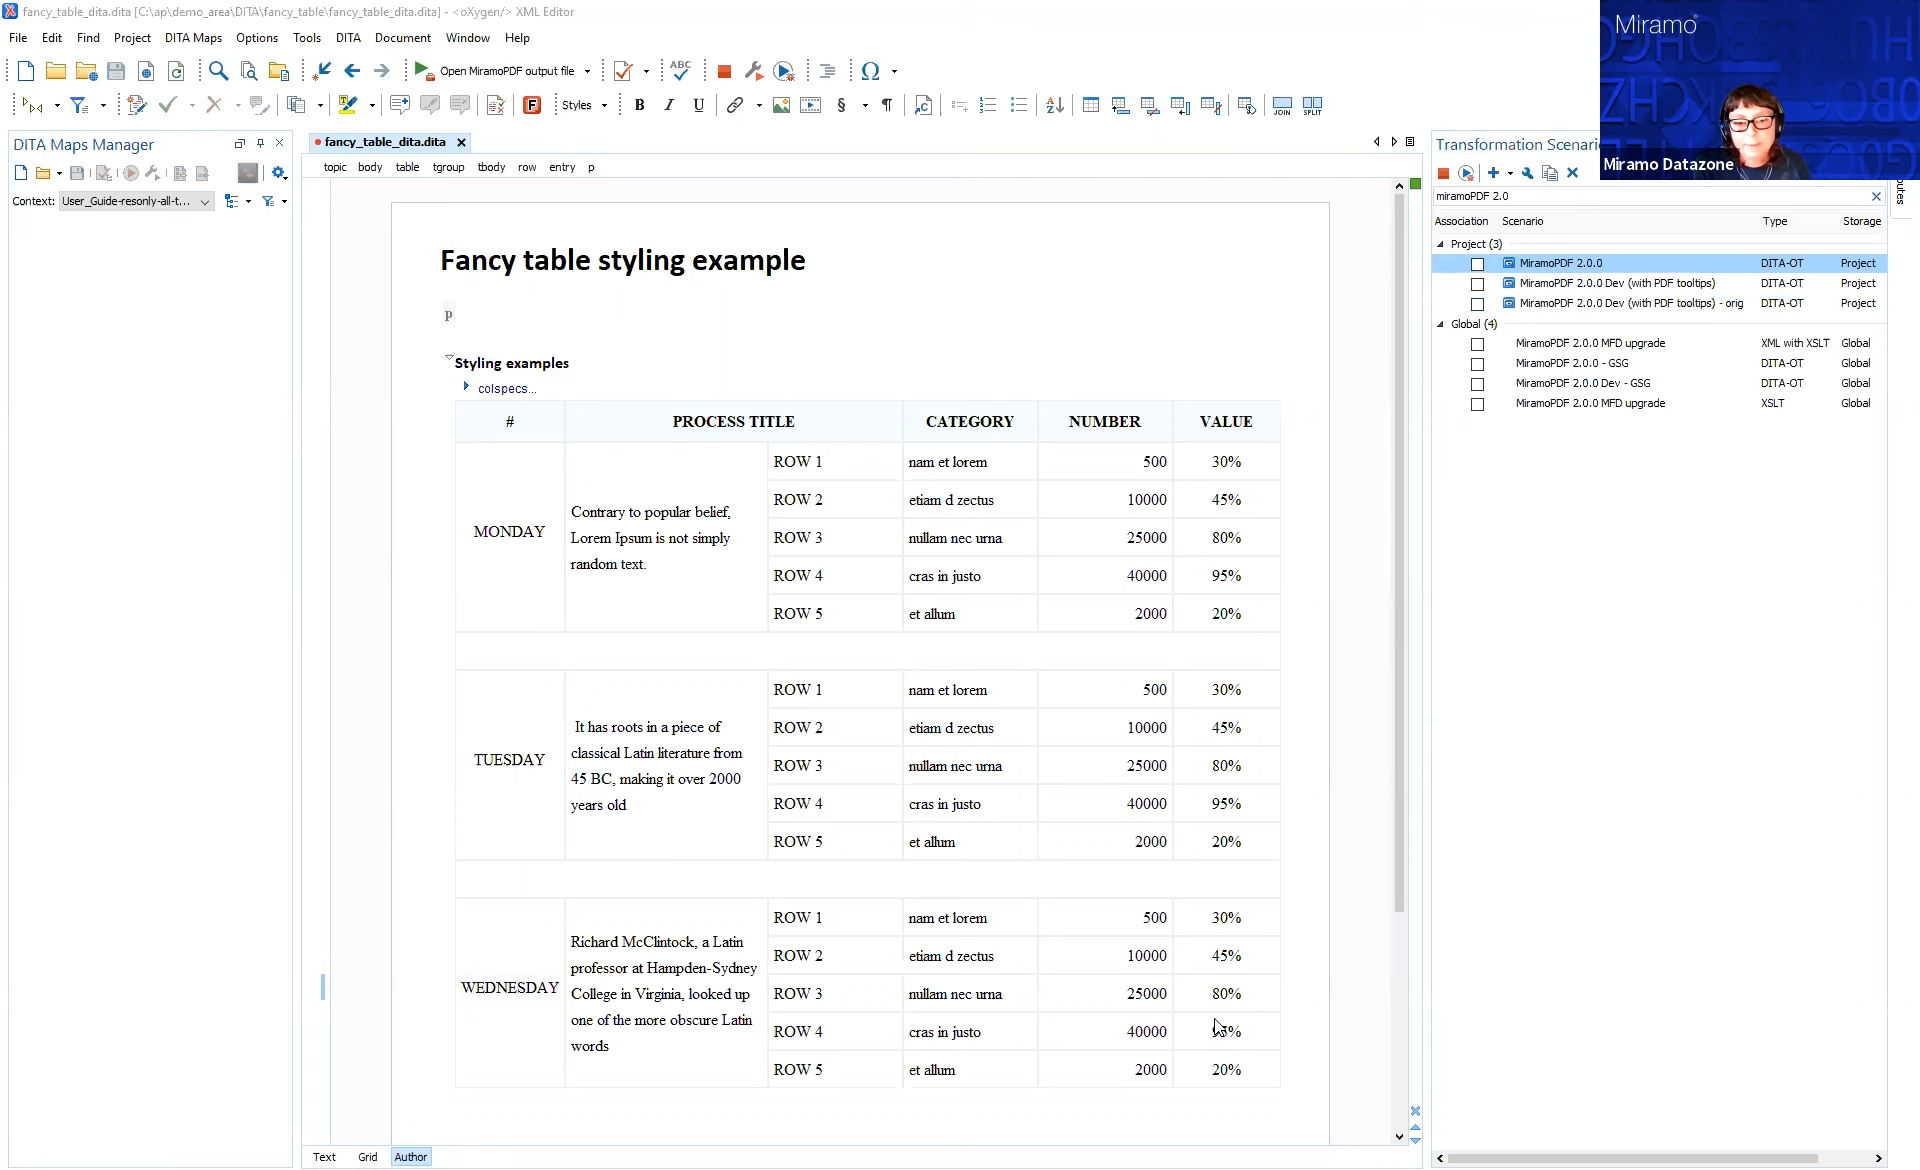 fancy_table_dita.dita [C:\ap\demo_area\DITA\fancy_table\fancy_table_dita.dita] - <oXygen/> XML Editor
File Edit Find Project DITA Maps Options Tools DITA Document Window Help
Open MiramoPDF output file
ABC
Styles B I U § ¶ JOIN SPLIT
Miramo
Miramo Datazone
DITA Maps Manager
Context: User_Guide-resonly-all-t...
fancy_table_dita.dita
topic body table tgroup tbody row entry p
Fancy table styling example
p
Styling examples
colspecs...
# PROCESS TITLE CATEGORY NUMBER VALUE
MONDAY
Contrary to popular belief,
Lorem Ipsum is not simply
random text.
ROW 1 nam et lorem 500 30%
ROW 2 etiam d zectus 10000 45%
ROW 3 nullam nec urna 25000 80%
ROW 4 cras in justo 40000 95%
ROW 5 et allum 2000 20%
TUESDAY
It has roots in a piece of
classical Latin literature from
45 BC, making it over 2000
years old
ROW 1 nam et lorem 500 30%
ROW 2 etiam d zectus 10000 45%
ROW 3 nullam nec urna 25000 80%
ROW 4 cras in justo 40000 95%
ROW 5 et allum 2000 20%
WEDNESDAY
Richard McClintock, a Latin
professor at Hampden-Sydney
College in Virginia, looked up
one of the more obscure Latin
words
ROW 1 nam et lorem 500 30%
ROW 2 etiam d zectus 10000 45%
ROW 3 nullam nec urna 25000 80%
ROW 4 cras in justo 40000
ROW 5 et allum 2000 20%
Text Grid Author
Transformation Scenari
miramoPDF 2.0
Association Scenario Type Storage
Project (3)
MiramoPDF 2.0.0 DITA-OT Project
MiramoPDF 2.0.0 Dev (with PDF tooltips) DITA-OT Project
MiramoPDF 2.0.0 Dev (with PDF tooltips) - orig DITA-OT Project
Global (4)
MiramoPDF 2.0.0 MFD upgrade XML with XSLT Global
MiramoPDF 2.0.0 - GSG DITA-OT Global
MiramoPDF 2.0.0 Dev - GSG DITA-OT Global
MiramoPDF 2.0.0 MFD upgrade XSLT Global